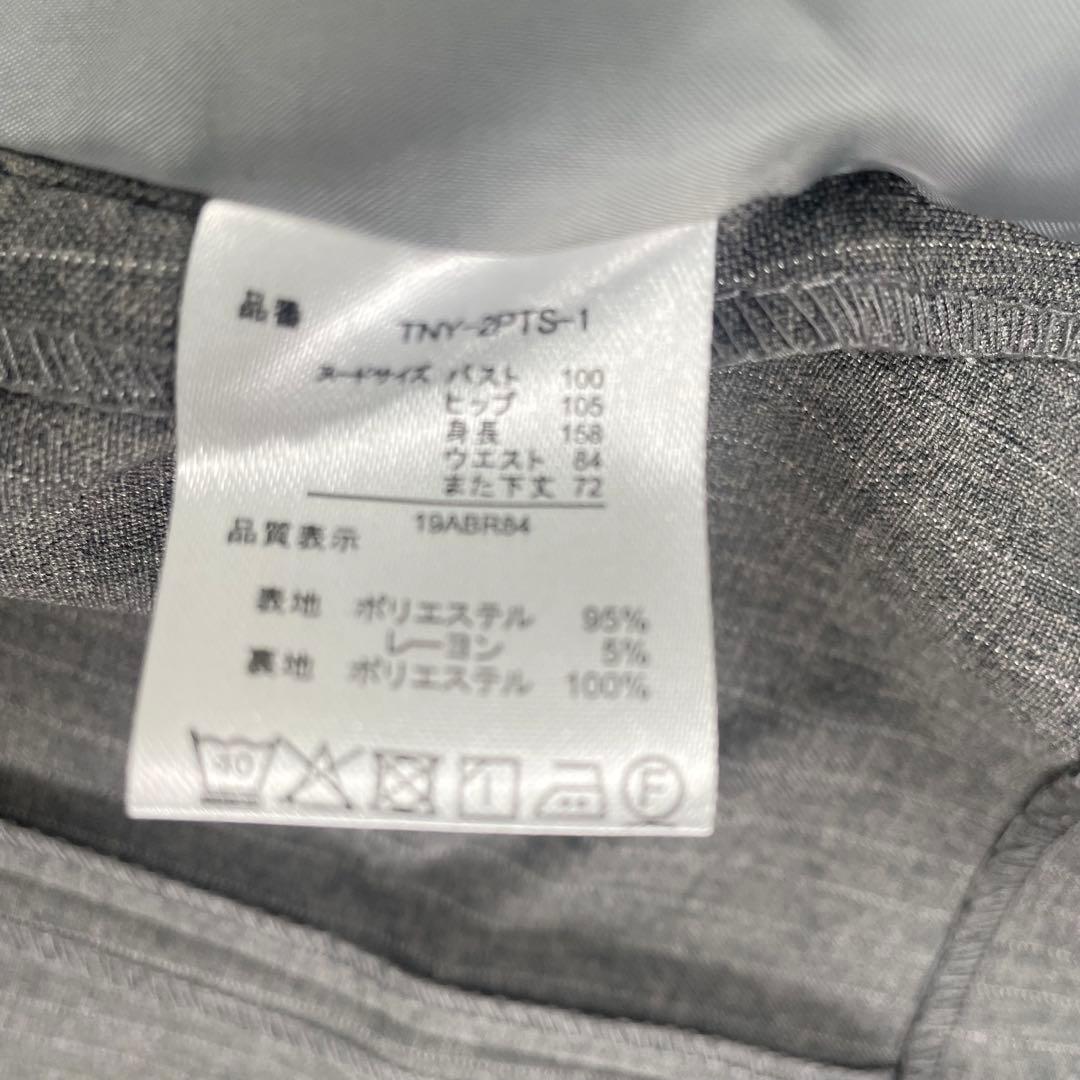 品番 TNY-2PTS-1
ヌードサイズ バスト 100
ヒップ 105
身長 158
ウエスト 84
また下丈 72
19ABR84
品質表示
表地 ポリエステル 95%
レーヨン 5%
裏地 ポリエステル 100%
40 F